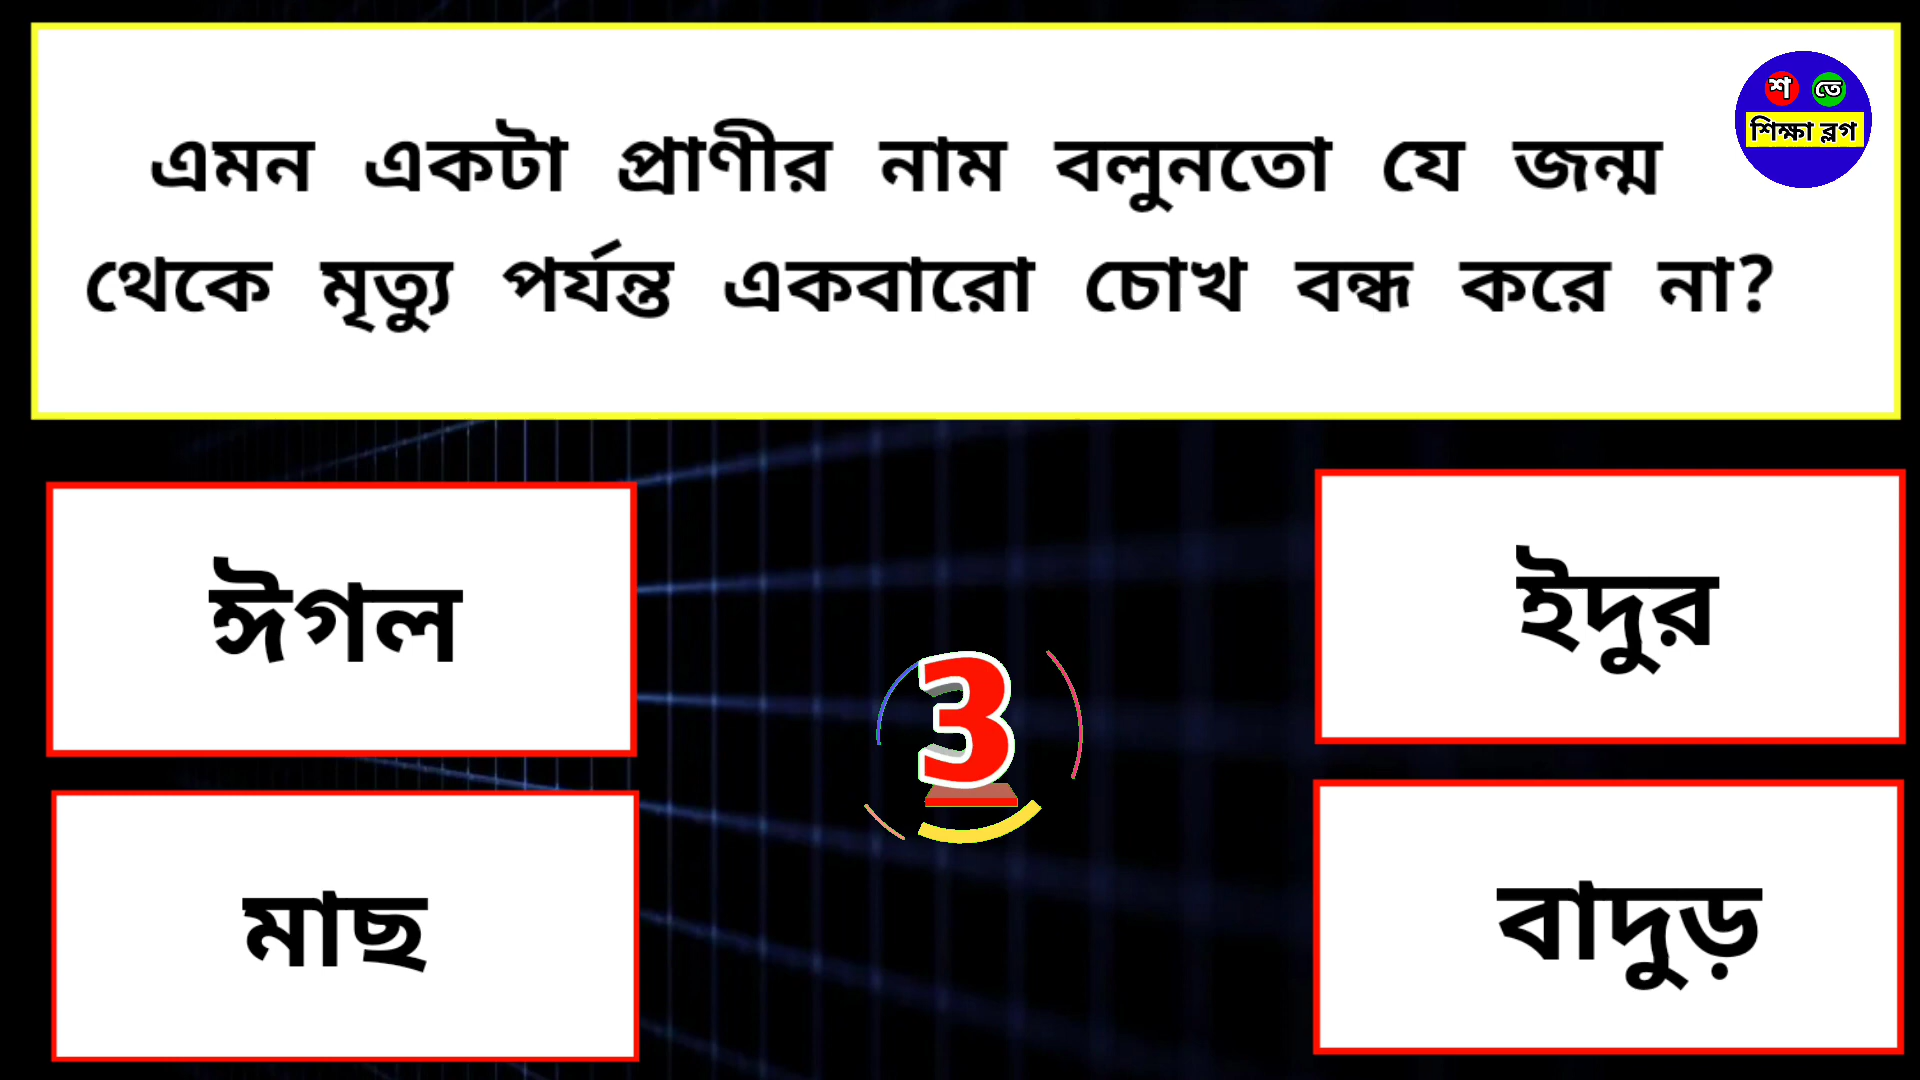 শ তে
শিক্ষা ব্লগ
এমন একটা প্রাণীর নাম বলুনতো যে জন্ম
থেকে মৃত্যু পর্যন্ত একবারো চোখ বন্ধ করে না?
ঈগল
ইদুর
3
মাছ
বাদুড়